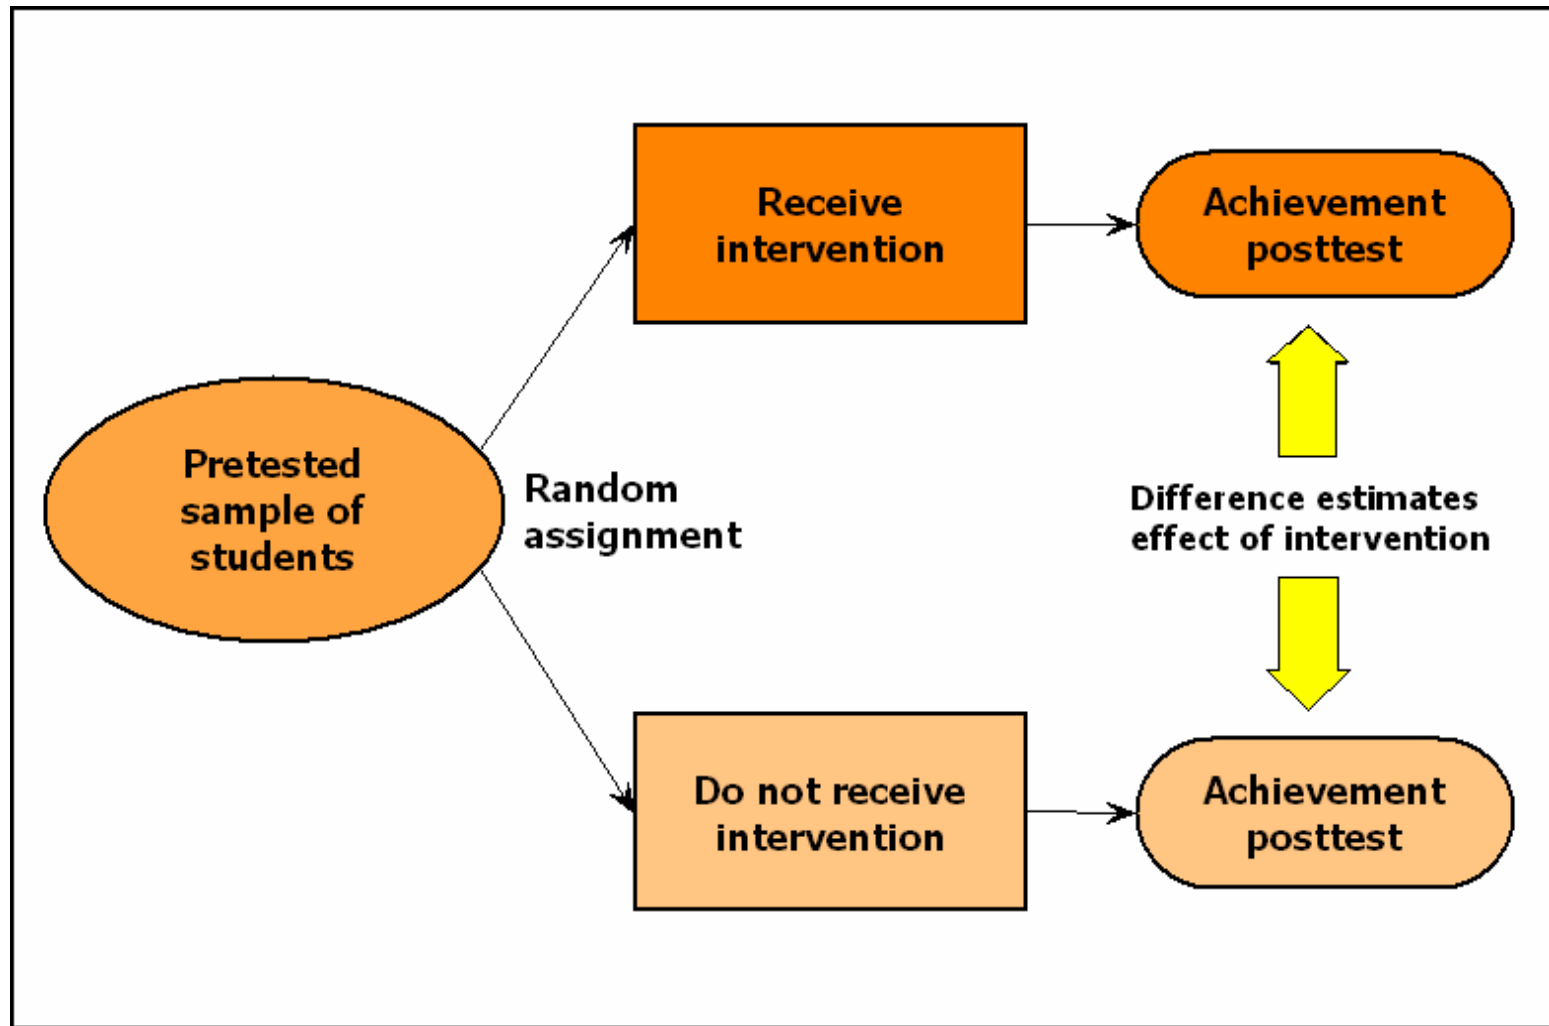 Pretested
sample of
students
Random
assignment
Receive
intervention
Achievement
posttest
Difference estimates
effect of intervention
Do not receive
intervention
Achievement
posttest